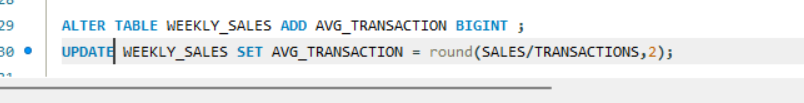 29 ALTER TABLE WEEKLY_SALES ADD AVG_TRANSACTION BIGINT ;
30 UPDATE WEEKLY_SALES SET AVG_TRANSACTION = round(SALES/TRANSACTIONS,2);